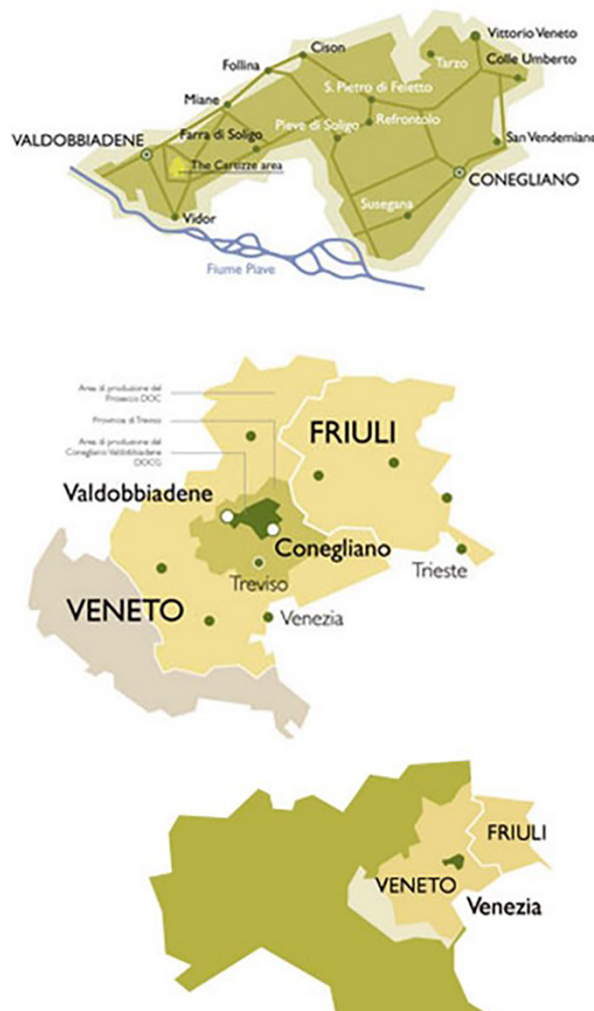 Vittorio Veneto
Cison
Colle Umberto
Tarzo
Follina
S. Pietro di Feletto
Miane
Refrontolo
Farra di Soligo
Pieve di Soligo
San Vendemiane
VALDOBBIADENE
The Cartizze area
CONEGLIANO
Susegana
Vidor
Fiume Piave
Area di produzione del
Prosecco DOC
Provincia di Treviso
Area di produzione del
Conegliano Valdobbiadene
DOCG
FRIULI
Valdobbiadene
Conegliano
Trieste
Treviso
VENETO
Venezia
FRIULI
VENETO
Venezia